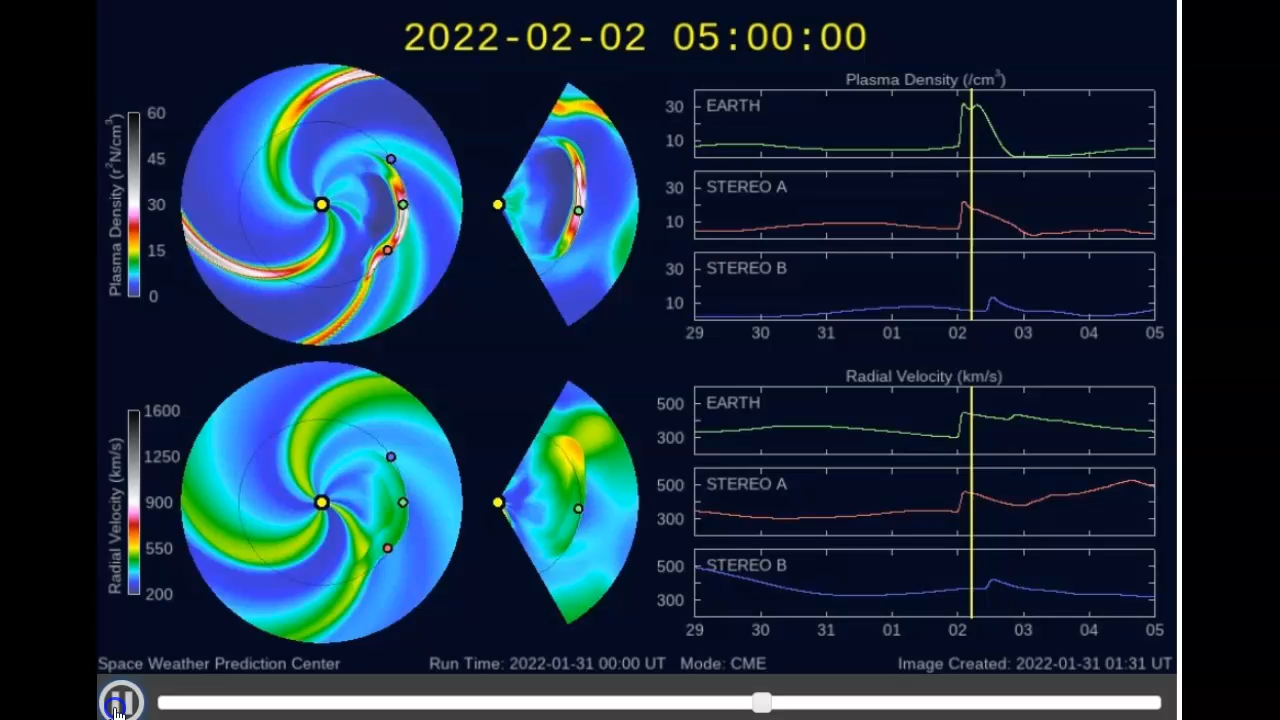 2022-02-02 05:00:00
Plasma Density (r²N/cm³)
60
45
30
15
0
Plasma Density (/cm³)
30
10
EARTH
30
10
STEREO A
30
10
STEREO B
29 30 31 01 02 03 04 05
Radial Velocity (km/s)
1600
1250
900
550
200
Radial Velocity (km/s)
500
300
EARTH
500
300
STEREO A
500
300
STEREO B
29 30 31 01 02 03 04 05
Space Weather Prediction Center Run Time: 2022-01-31 00:00 UT Mode: CME Image Created: 2022-01-31 01:31 UT